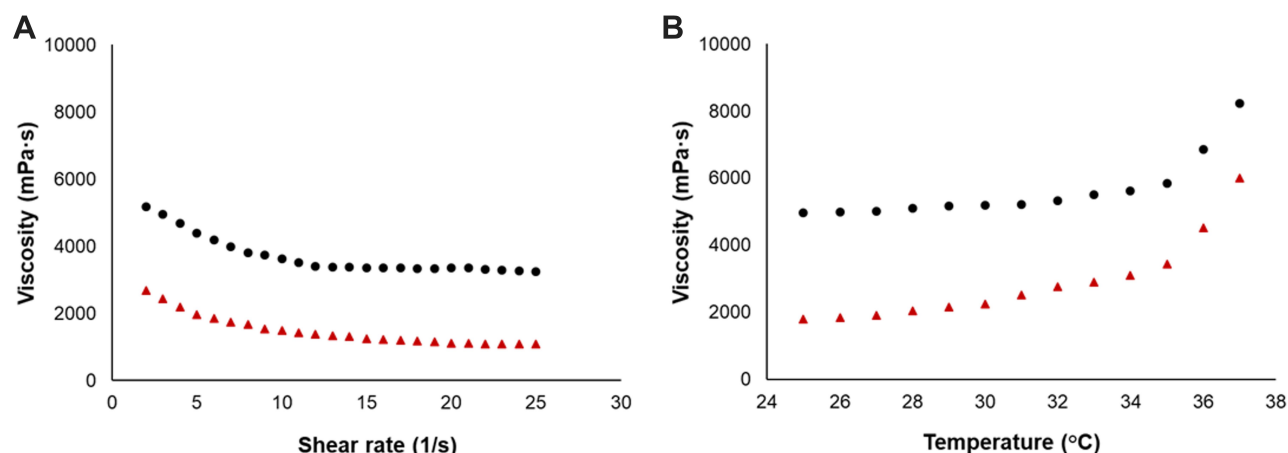 A
Viscosity (mPa·s)
10000
8000
6000
4000
2000
0
0 5 10 15 20 25 30
Shear rate (1/s)
B
Viscosity (mPa·s)
10000
8000
6000
4000
2000
0
24 26 28 30 32 34 36 38
Temperature (°C)